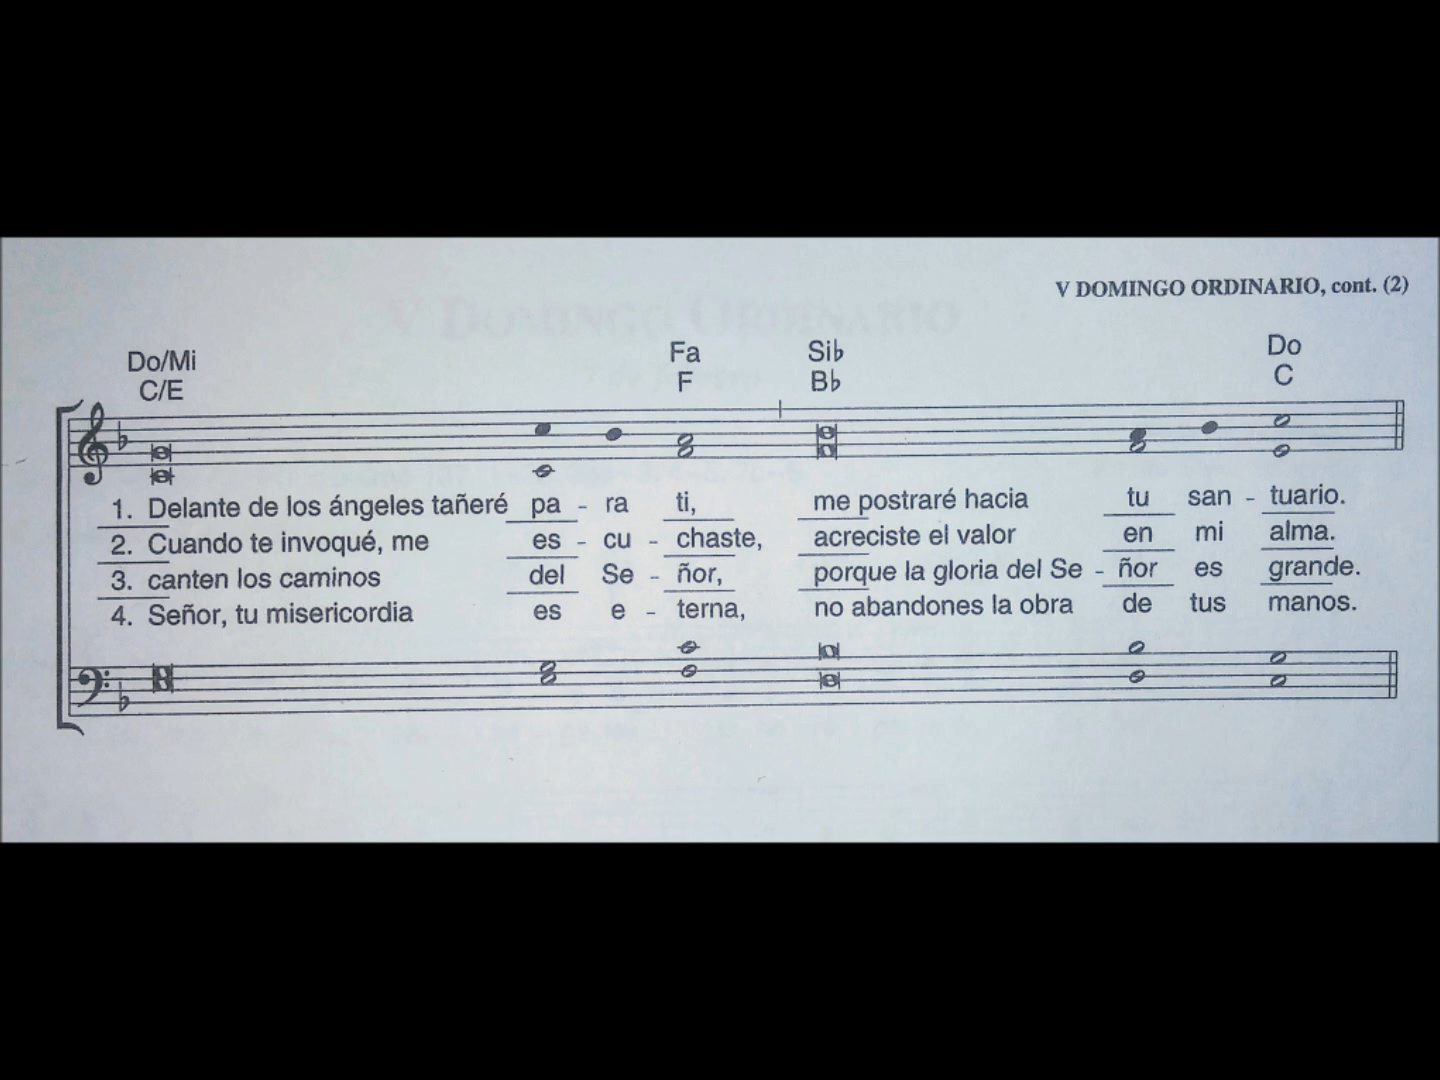 V DOMINGO ORDINARIO, cont. (2)
Do/Mi Fa Si♭ Do
C/E F B♭ C
1. Delante de los ángeles tañeré pa - ra ti, me postraré hacia tu san - tuario.
2. Cuando te invoqué, me es - cu - chaste, acreciste el valor en mi alma.
3. canten los caminos del Se - ñor, porque la gloria del Se - ñor es grande.
4. Señor, tu misericordia es e - terna, no abandones la obra de tus manos.